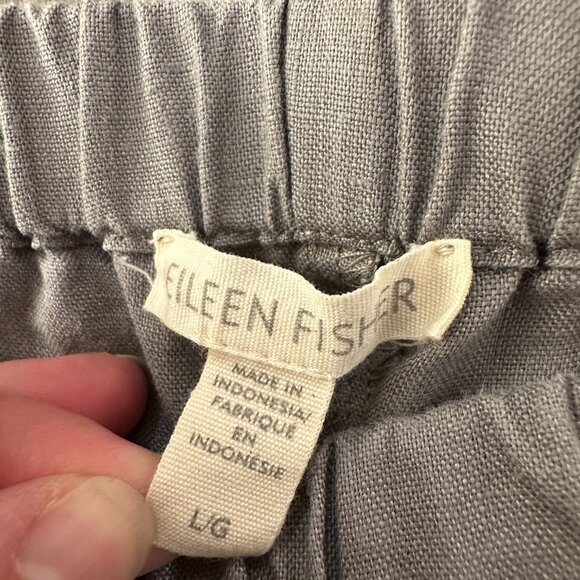 EILEEN FISHER
MADE IN
INDONESIA/
FABRIQUE
EN
INDONESIE
L/G